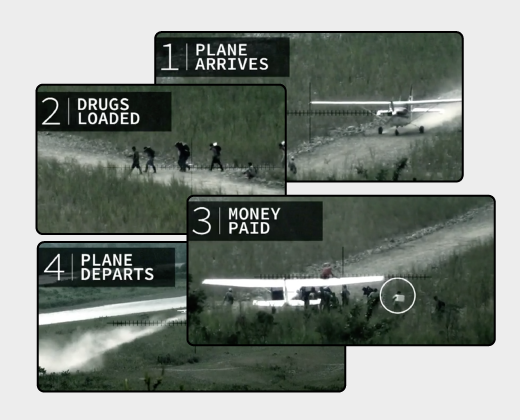 1 PLANE
ARRIVES
2 DRUGS
LOADED
3 MONEY
PAID
4 PLANE
DEPARTS